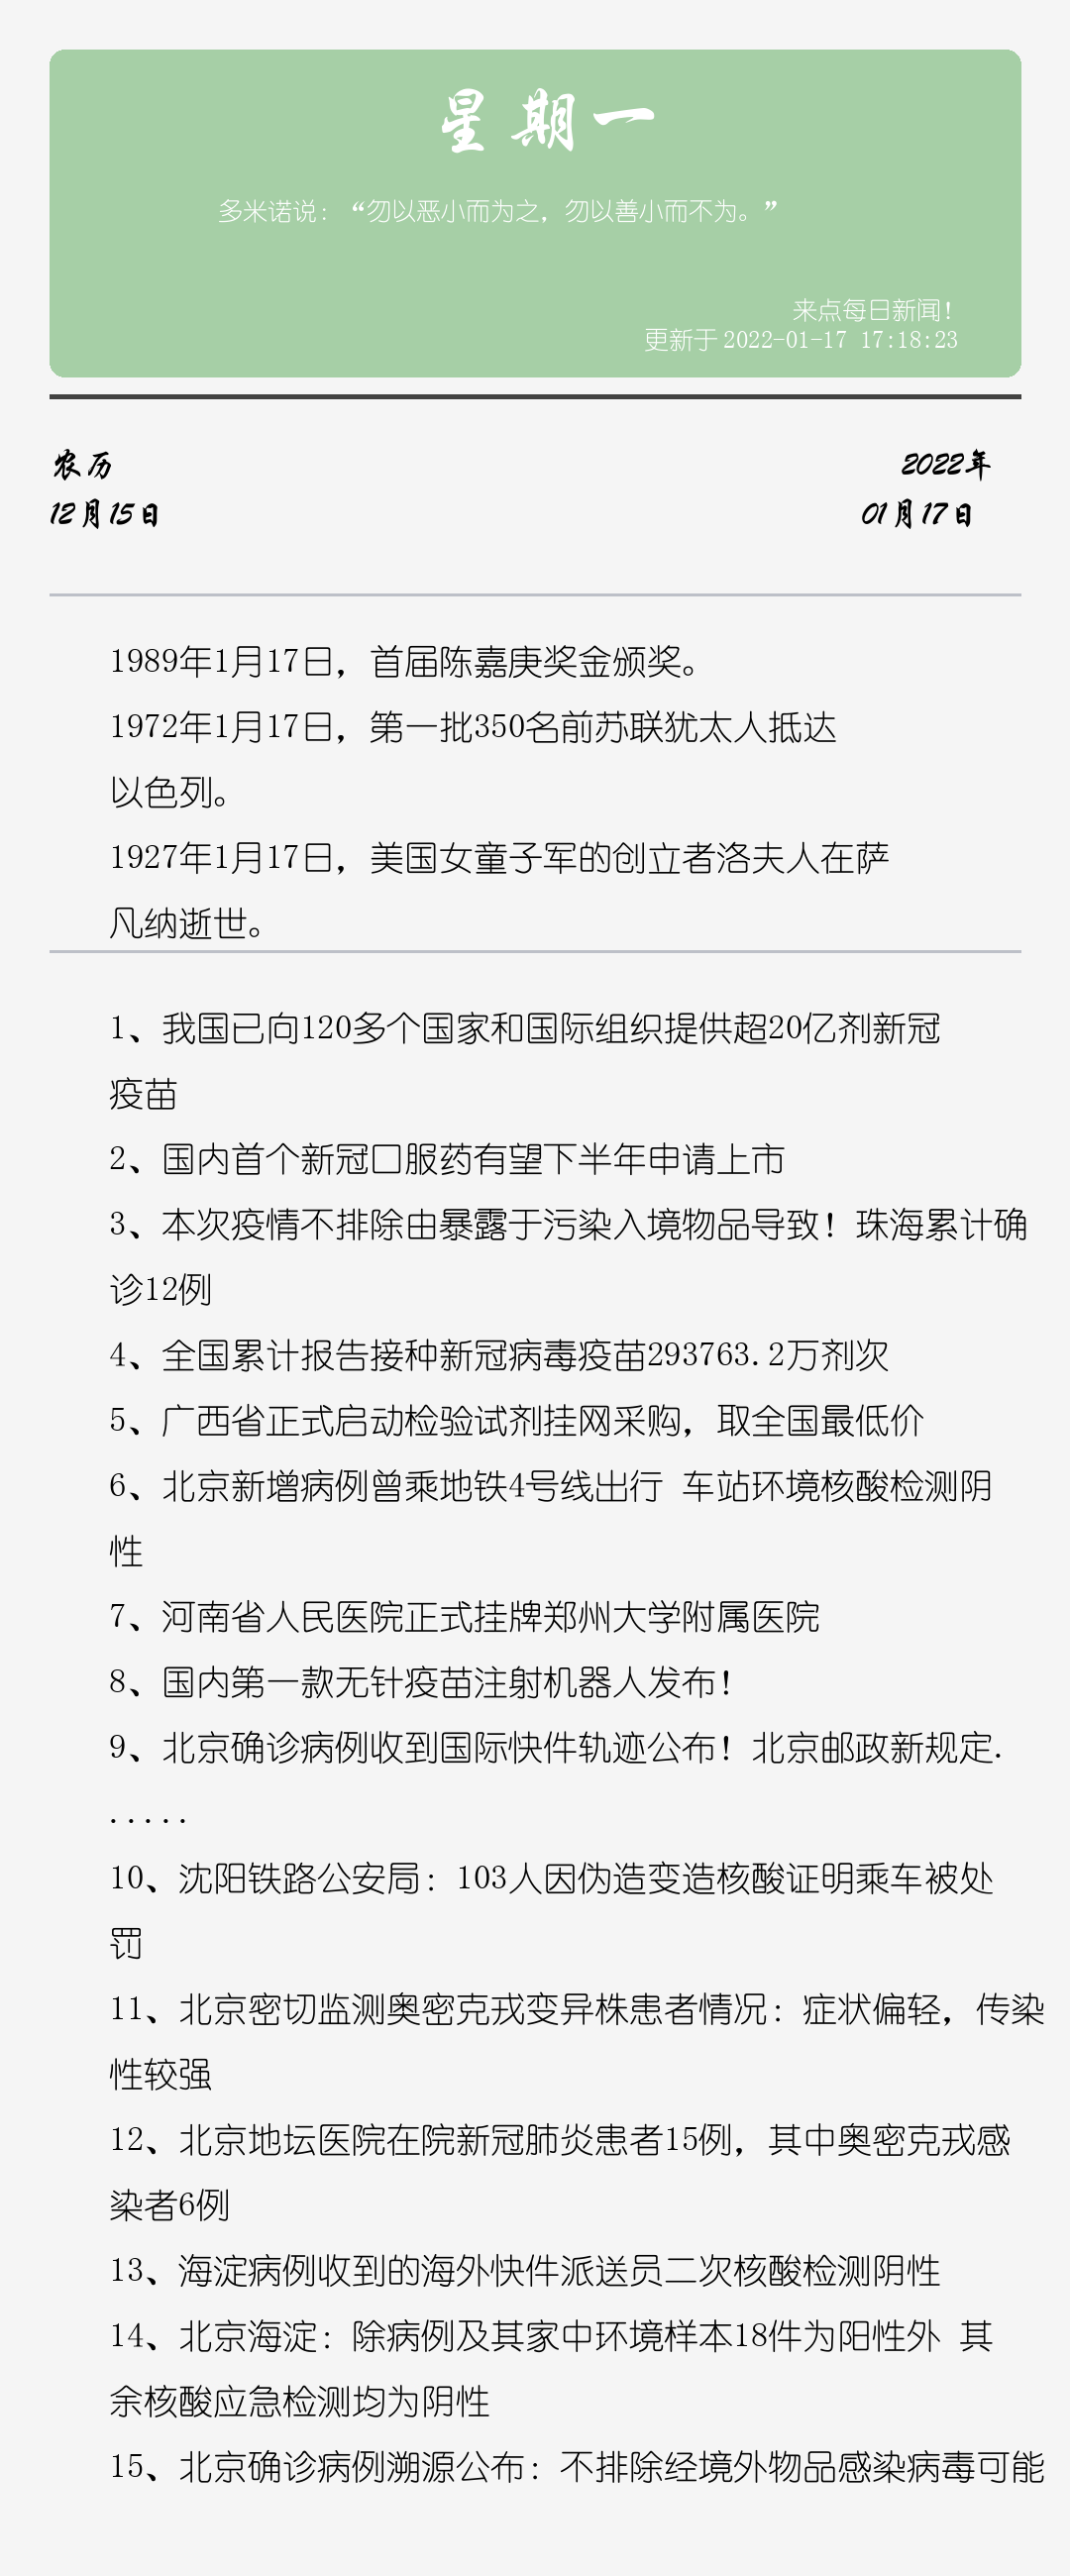 星期一
多米诺说：“勿以恶小而为之，勿以善小而不为。”
来点每日新闻！
更新于 2022-01-17 17:18:23
农历
12月15日
2022年
01月17日
1989年1月17日，首届陈嘉庚奖金颁奖。
1972年1月17日，第一批350名前苏联犹太人抵达
以色列。
1927年1月17日，美国女童子军的创立者洛夫人在萨
凡纳逝世。
1、我国已向120多个国家和国际组织提供超20亿剂新冠
疫苗
2、国内首个新冠口服药有望下半年申请上市
3、本次疫情不排除由暴露于污染入境物品导致！珠海累计确
诊12例
4、全国累计报告接种新冠病毒疫苗293763.2万剂次
5、广西省正式启动检验试剂挂网采购，取全国最低价
6、北京新增病例曾乘地铁4号线出行 车站环境核酸检测阴
性
7、河南省人民医院正式挂牌郑州大学附属医院
8、国内第一款无针疫苗注射机器人发布！
9、北京确诊病例收到国际快件轨迹公布！北京邮政新规定.
.....
10、沈阳铁路公安局：103人因伪造变造核酸证明乘车被处
罚
11、北京密切监测奥密克戎变异株患者情况：症状偏轻，传染
性较强
12、北京地坛医院在院新冠肺炎患者15例，其中奥密克戎感
染者6例
13、海淀病例收到的海外快件派送员二次核酸检测阴性
14、北京海淀：除病例及其家中环境样本18件为阳性外 其
余核酸应急检测均为阴性
15、北京确诊病例溯源公布：不排除经境外物品感染病毒可能